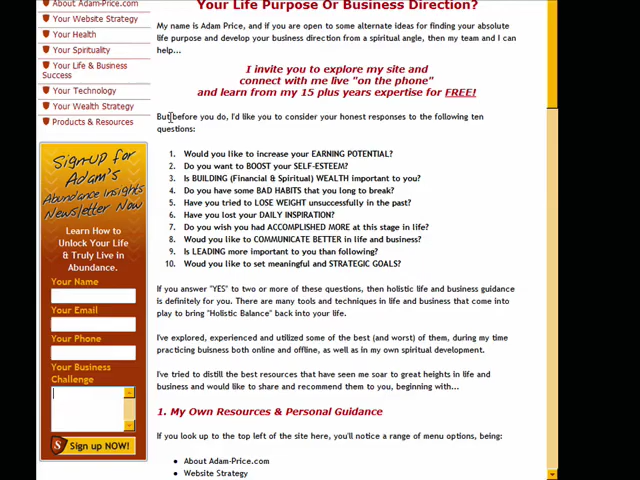 About Adam-Price.com
Your Website Strategy
Your Health
Your Spirituality
Your Life & Business
Success
Your Technology
Your Wealth Strategy
Products & Resources
Sign-up for
Adam's
Abundance Insights
Newsletter Now
Learn How to
Unlock Your Life
& Truly Live in
Abundance.
Your Name
Your Email
Your Phone
Your Business
Challenge
Sign up NOW!
Your Life Purpose Or Business Direction?
My name is Adam Price, and if you are open to some alternate ideas for finding your absolute
life purpose and develop your business direction from a spiritual angle, then my team and I can
help...
I invite you to explore my site and
connect with me live "on the phone"
and learn from my 15 plus years expertise for FREE!
But before you do, I'd like you to consider your honest responses to the following ten
questions:
1. Would you like to increase your EARNING POTENTIAL?
2. Do you want to BOOST your SELF-ESTEEM?
3. Is BUILDING (Financial & Spiritual) WEALTH important to you?
4. Do you have some BAD HABITS that you long to break?
5. Have you tried to LOSE WEIGHT unsuccessfully in the past?
6. Have you lost your DAILY INSPIRATION?
7. Do you wish you had ACCOMPLISHED MORE at this stage in life?
8. Woud you like to COMMUNICATE BETTER in life and business?
9. Is LEADING more important to you than following?
10. Woud you like to set meaningful and STRATEGIC GOALS?
If you answer "YES" to two or more of these questions, then holistic life and business guidance
is definitely for you. There are many tools and techniques in life and business that come into
play to bring "Holistic Balance" back into your life.
I've explored, experienced and utilized some of the best (and worst) of them, during my time
practicing buisness both online and offline, as well as in my own spiritual development.
I've tried to distill the best resources that have seen me soar to great heights in life and
business and would like to share and recommend them to you, beginning with...
1. My Own Resources & Personal Guidance
If you look up to the top left of the site here, you'll notice a range of menu options, being:
About Adam-Price.com
Website Strategy